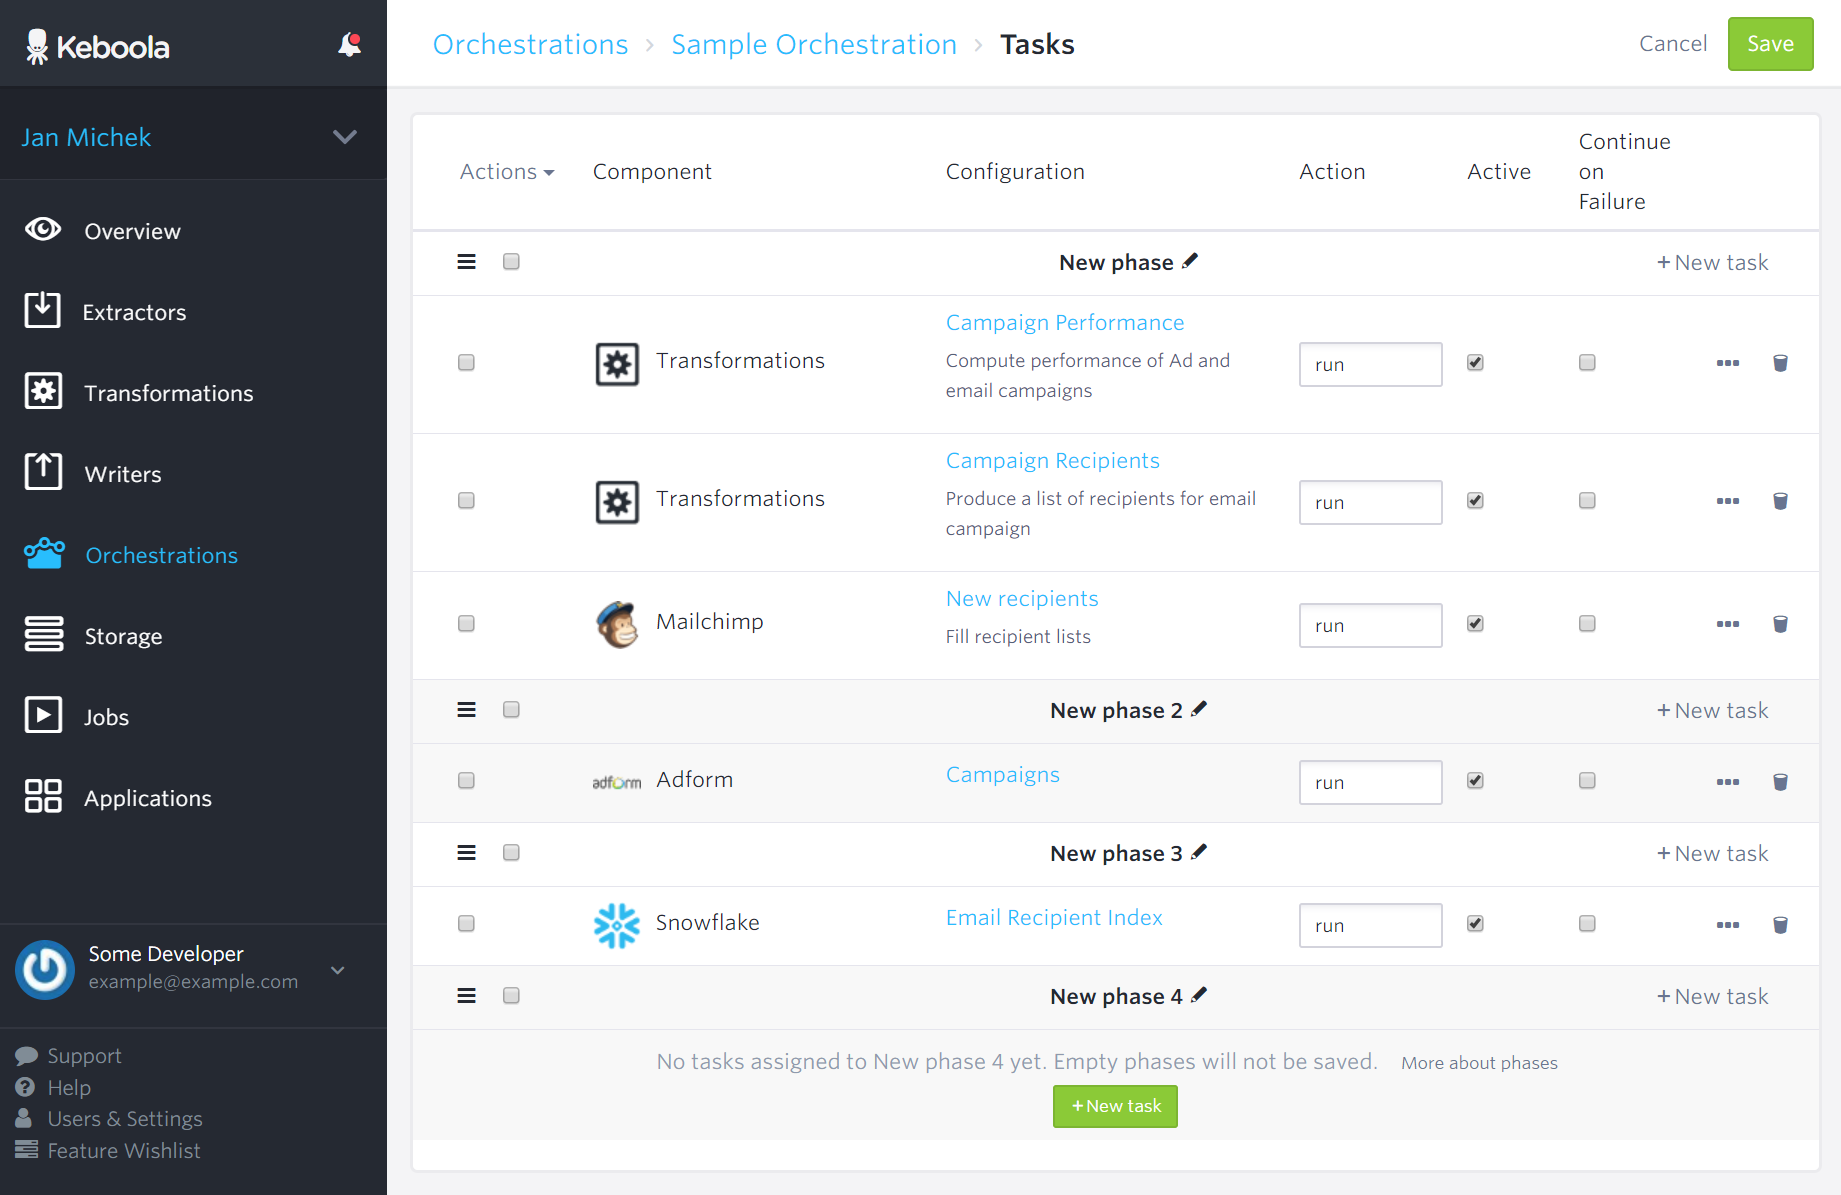 Keboola
Jan Michek
Overview
Extractors
Transformations
Writers
Orchestrations
Storage
Jobs
Applications
Some Developer
example@example.com
Support
Help
Users & Settings
Feature Wishlist
Orchestrations › Sample Orchestration › Tasks
Cancel
Save
Actions
Component
Configuration
Action
Active
Continue
on
Failure
New phase
+ New task
Transformations
Campaign Performance
Compute performance of Ad and
email campaigns
run
Transformations
Campaign Recipients
Produce a list of recipients for email
campaign
run
Mailchimp
New recipients
Fill recipient lists
run
New phase 2
+ New task
adform
Adform
Campaigns
run
New phase 3
+ New task
Snowflake
Email Recipient Index
run
New phase 4
+ New task
No tasks assigned to New phase 4 yet. Empty phases will not be saved. More about phases
+ New task